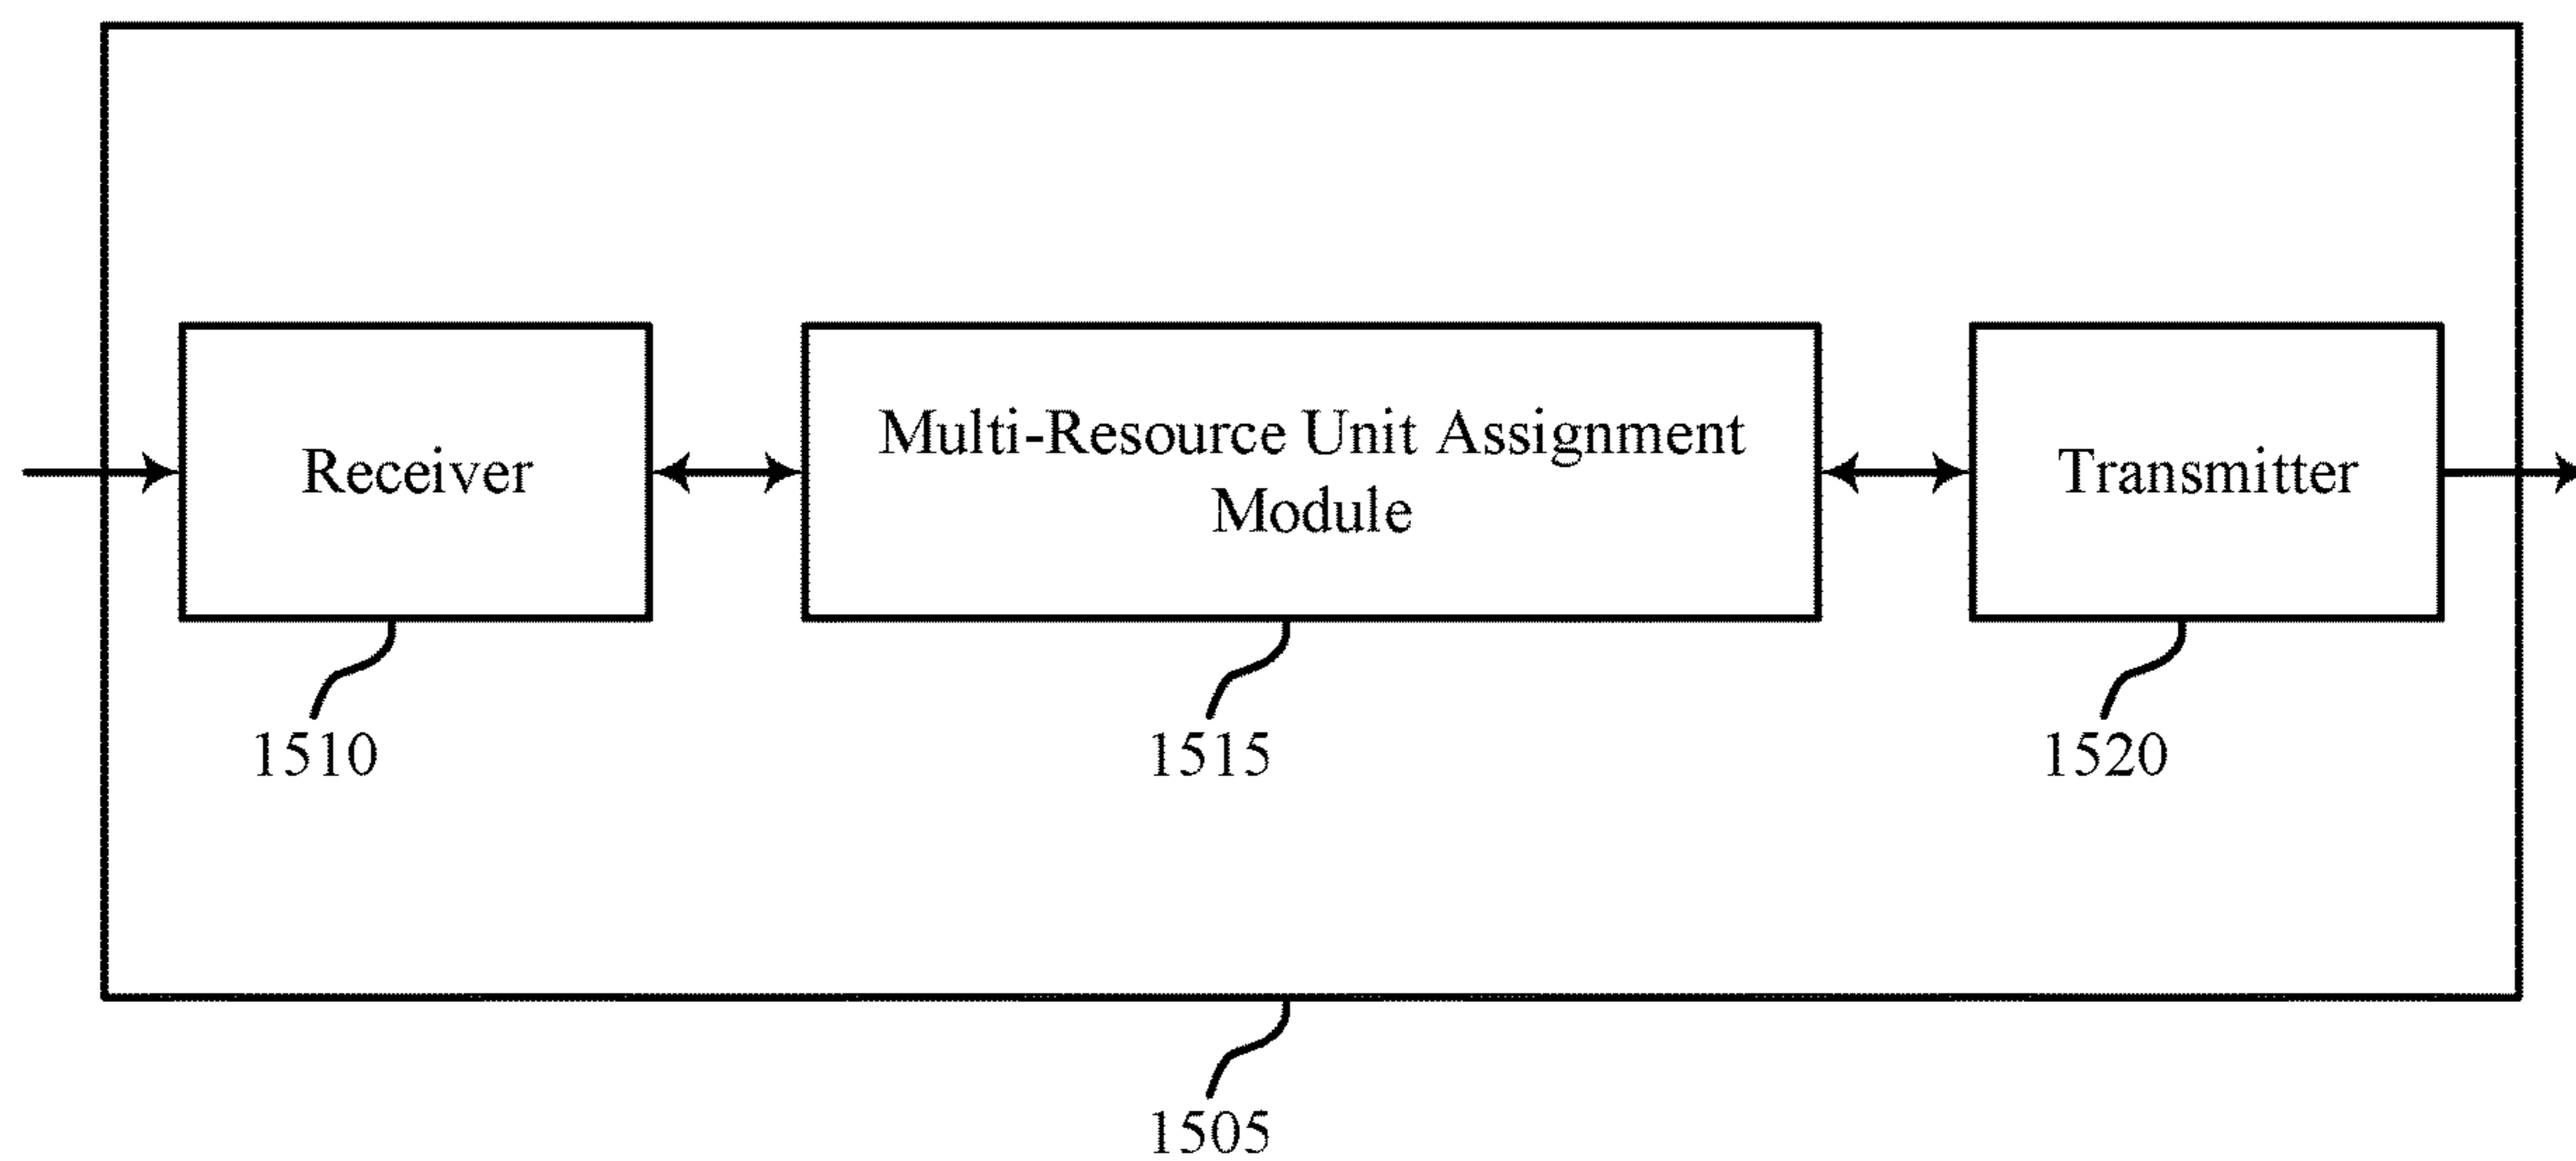 Receiver
Multi-Resource Unit Assignment
Module
Transmitter
1510
1515
1520
1505